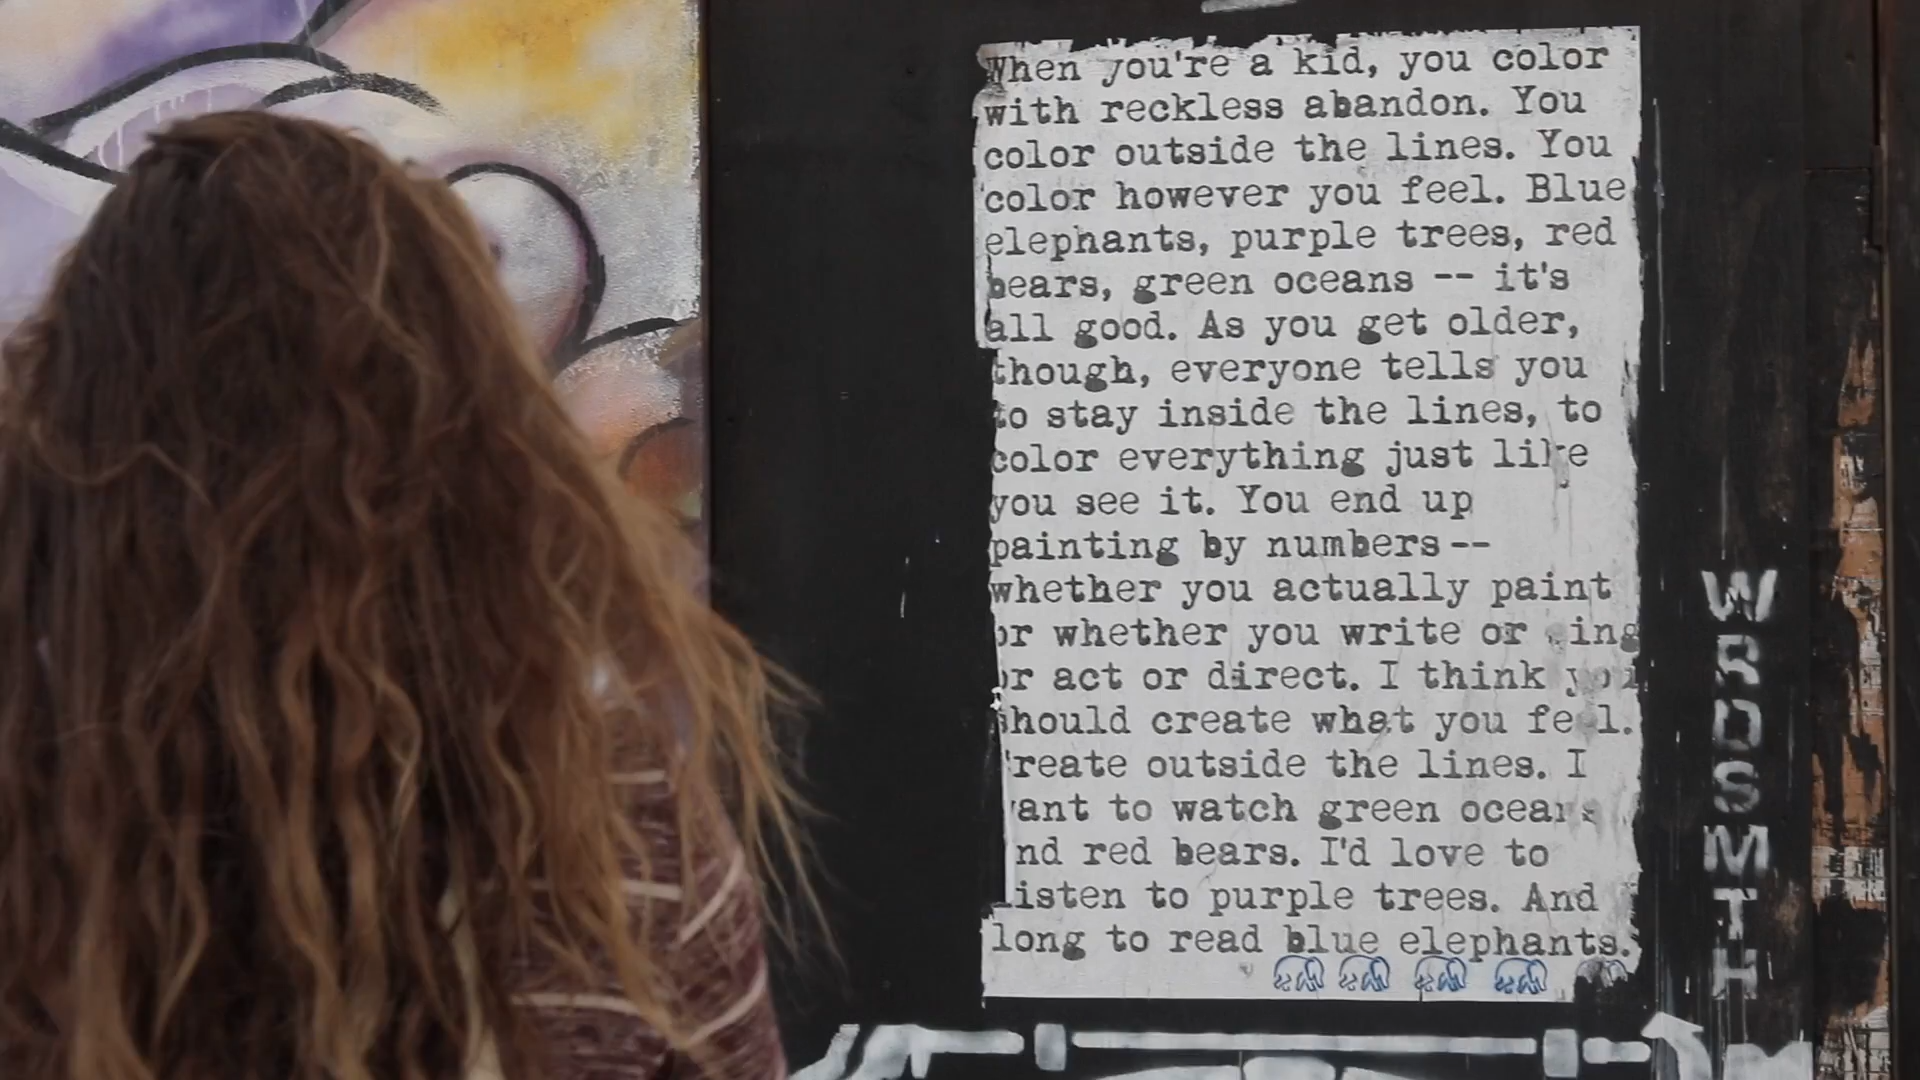 When you're a kid, you color
with reckless abandon. You
color outside the lines. You
color however you feel. Blue
elephants, purple trees, red
bears, green oceans -- it's
all good. As you get older,
though, everyone tells you
to stay inside the lines, to
color everything just like
you see it. You end up
painting by numbers--
whether you actually paint
or whether you write or sing
or act or direct. I think you
should create what you feel.
Create outside the lines. I
want to watch green oceans
and red bears. I'd love to
listen to purple trees. And
long to read blue elephants.
WRDSMTH